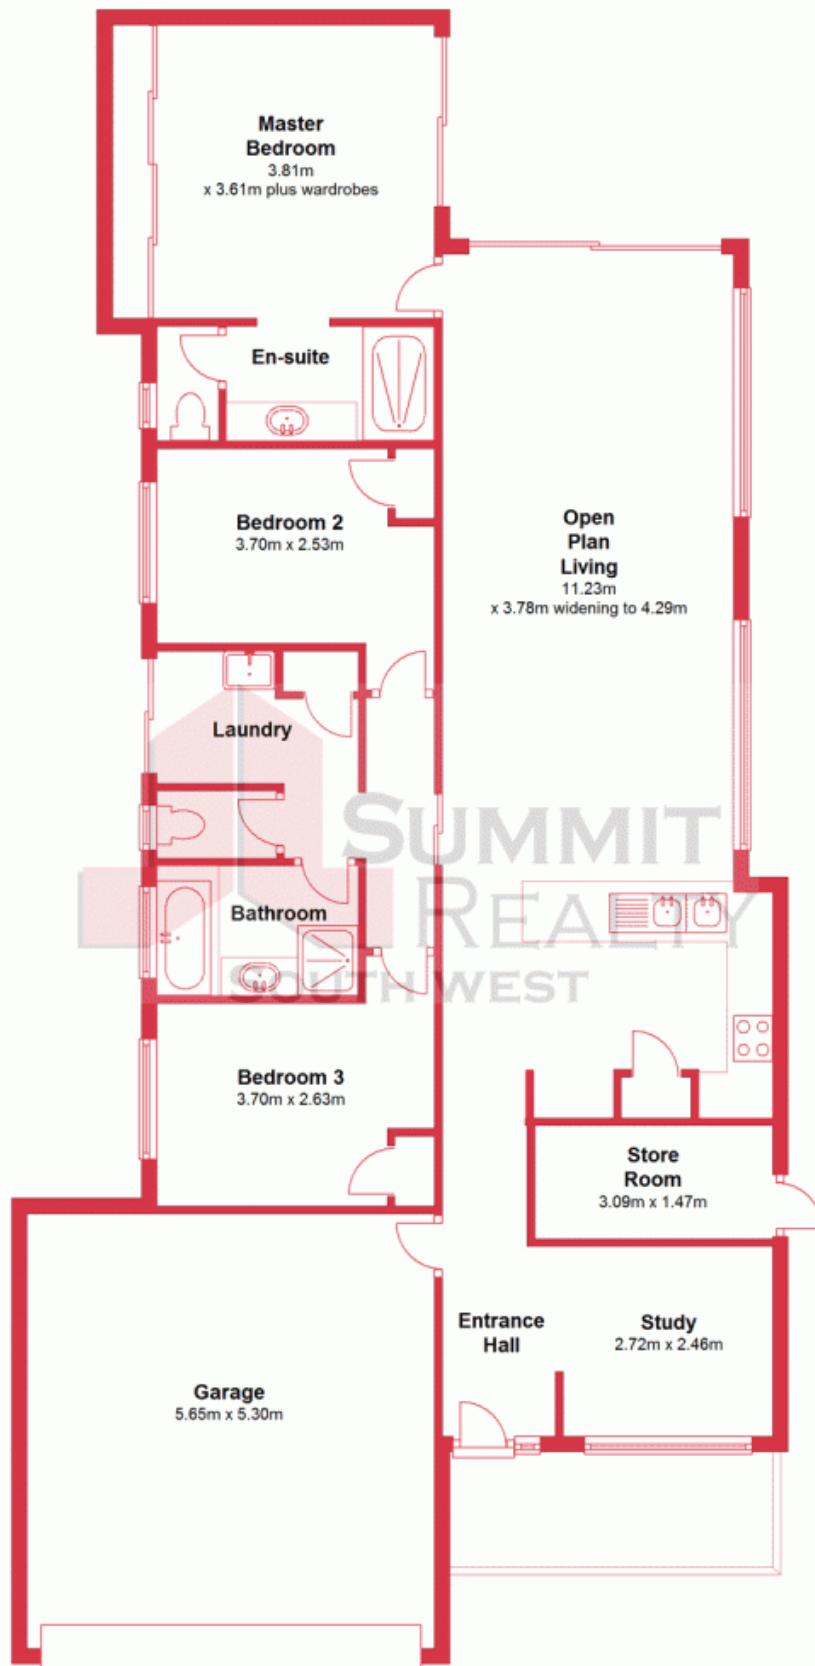 Master
Bedroom
3.81m
x 3.61m plus wardrobes
En-suite
Bedroom 2
3.70m x 2.53m
Open
Plan
Living
11.23m
x 3.78m widening to 4.29m
Laundry
SUMMIT
REALTY
SOUTH WEST
Bathroom
Bedroom 3
3.70m x 2.63m
Store
Room
3.09m x 1.47m
Entrance
Hall
Study
2.72m x 2.46m
Garage
5.65m x 5.30m